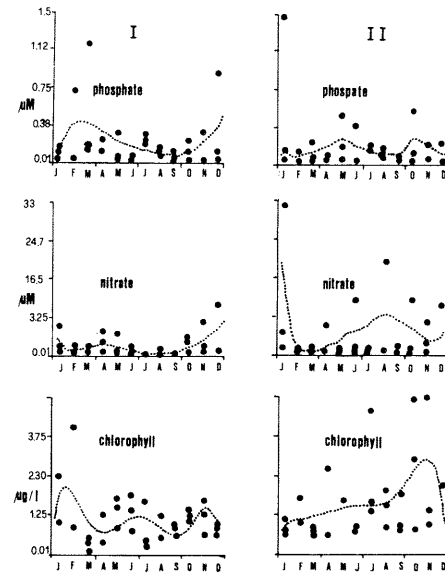 I
II
1.5
1.12
0.75
µM
0.38
0.01
phosphate
phospate
J F M A M J J A S O N D
J F M A M J J A S O N D
33
24.7
16.5
µM
3.25
0.01
nitrate
nitrate
J F M A M J J A S O N D
J F M A M J J A S O N D
3.75
2.30
µg/l
1.25
0.01
chlorophyll
chlorophyll
J F M A M J J A S O N D
J F M A M J J A S O N D